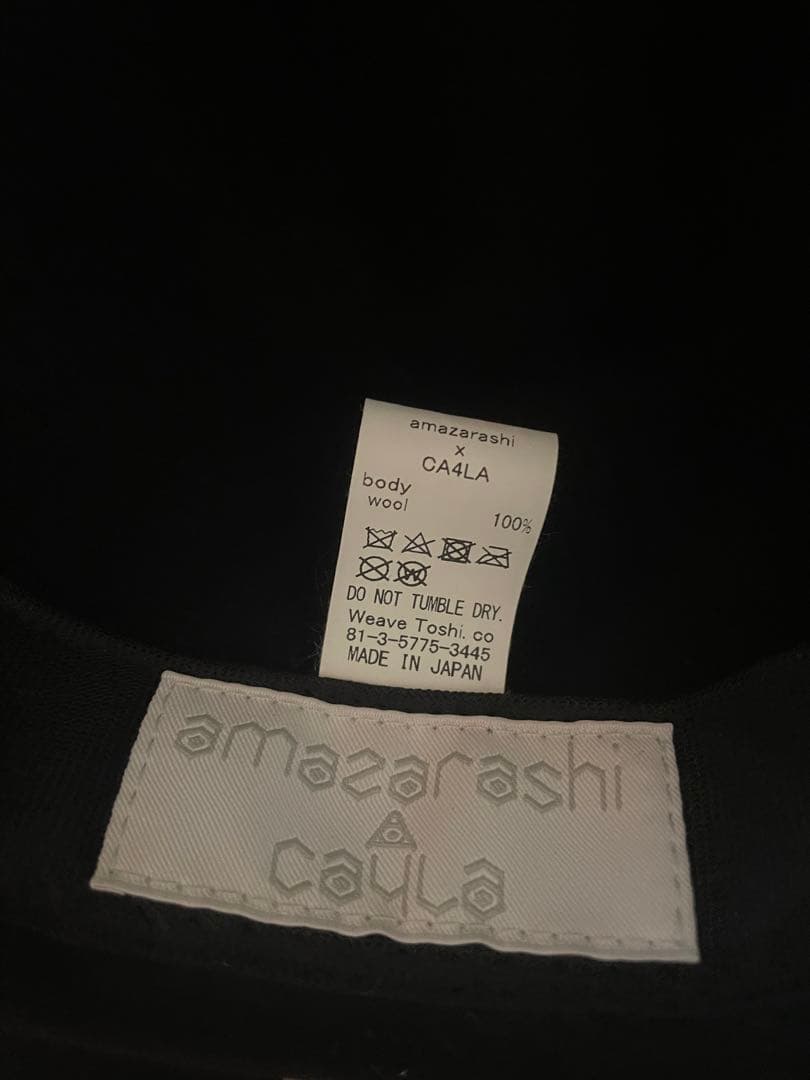 amazarashi
x
CA4LA
body
wool
100%
W
DO NOT TUMBLE DRY.
Weave Toshi. co
81-3-5775-3445
MADE IN JAPAN
amazarashi
ca4la